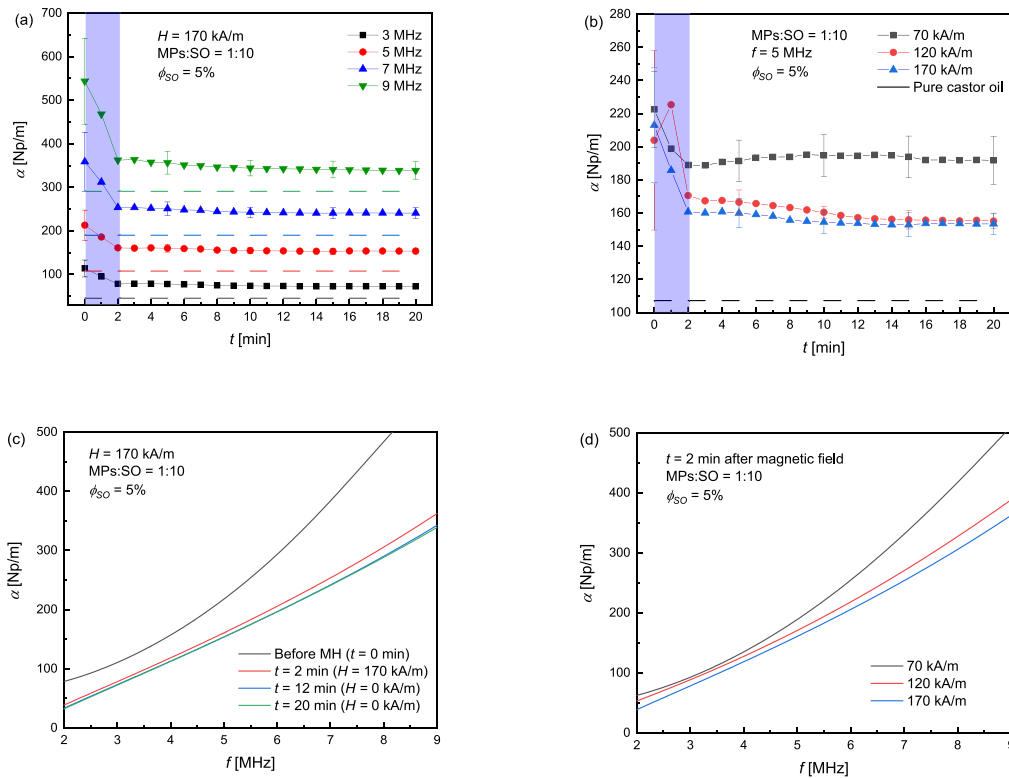 (a)
H = 170 kA/m
MPs:SO = 1:10
ϕSO = 5%
3 MHz
5 MHz
7 MHz
9 MHz
α [Np/m]
700
600
500
400
300
200
100
0 2 4 6 8 10 12 14 16 18 20
t [min]
(b)
MPs:SO = 1:10
f = 5 MHz
ϕSO = 5%
70 kA/m
120 kA/m
170 kA/m
Pure castor oil
α [Np/m]
280
260
240
220
200
180
160
140
120
100
0 2 4 6 8 10 12 14 16 18 20
t [min]
(c)
H = 170 kA/m
MPs:SO = 1:10
ϕSO = 5%
Before MH (t = 0 min)
t = 2 min (H = 170 kA/m)
t = 12 min (H = 0 kA/m)
t = 20 min (H = 0 kA/m)
α [Np/m]
500
400
300
200
100
0
2 3 4 5 6 7 8 9
f [MHz]
(d)
t = 2 min after magnetic field
MPs:SO = 1:10
ϕSO = 5%
70 kA/m
120 kA/m
170 kA/m
α [Np/m]
500
400
300
200
100
0
2 3 4 5 6 7 8 9
f [MHz]